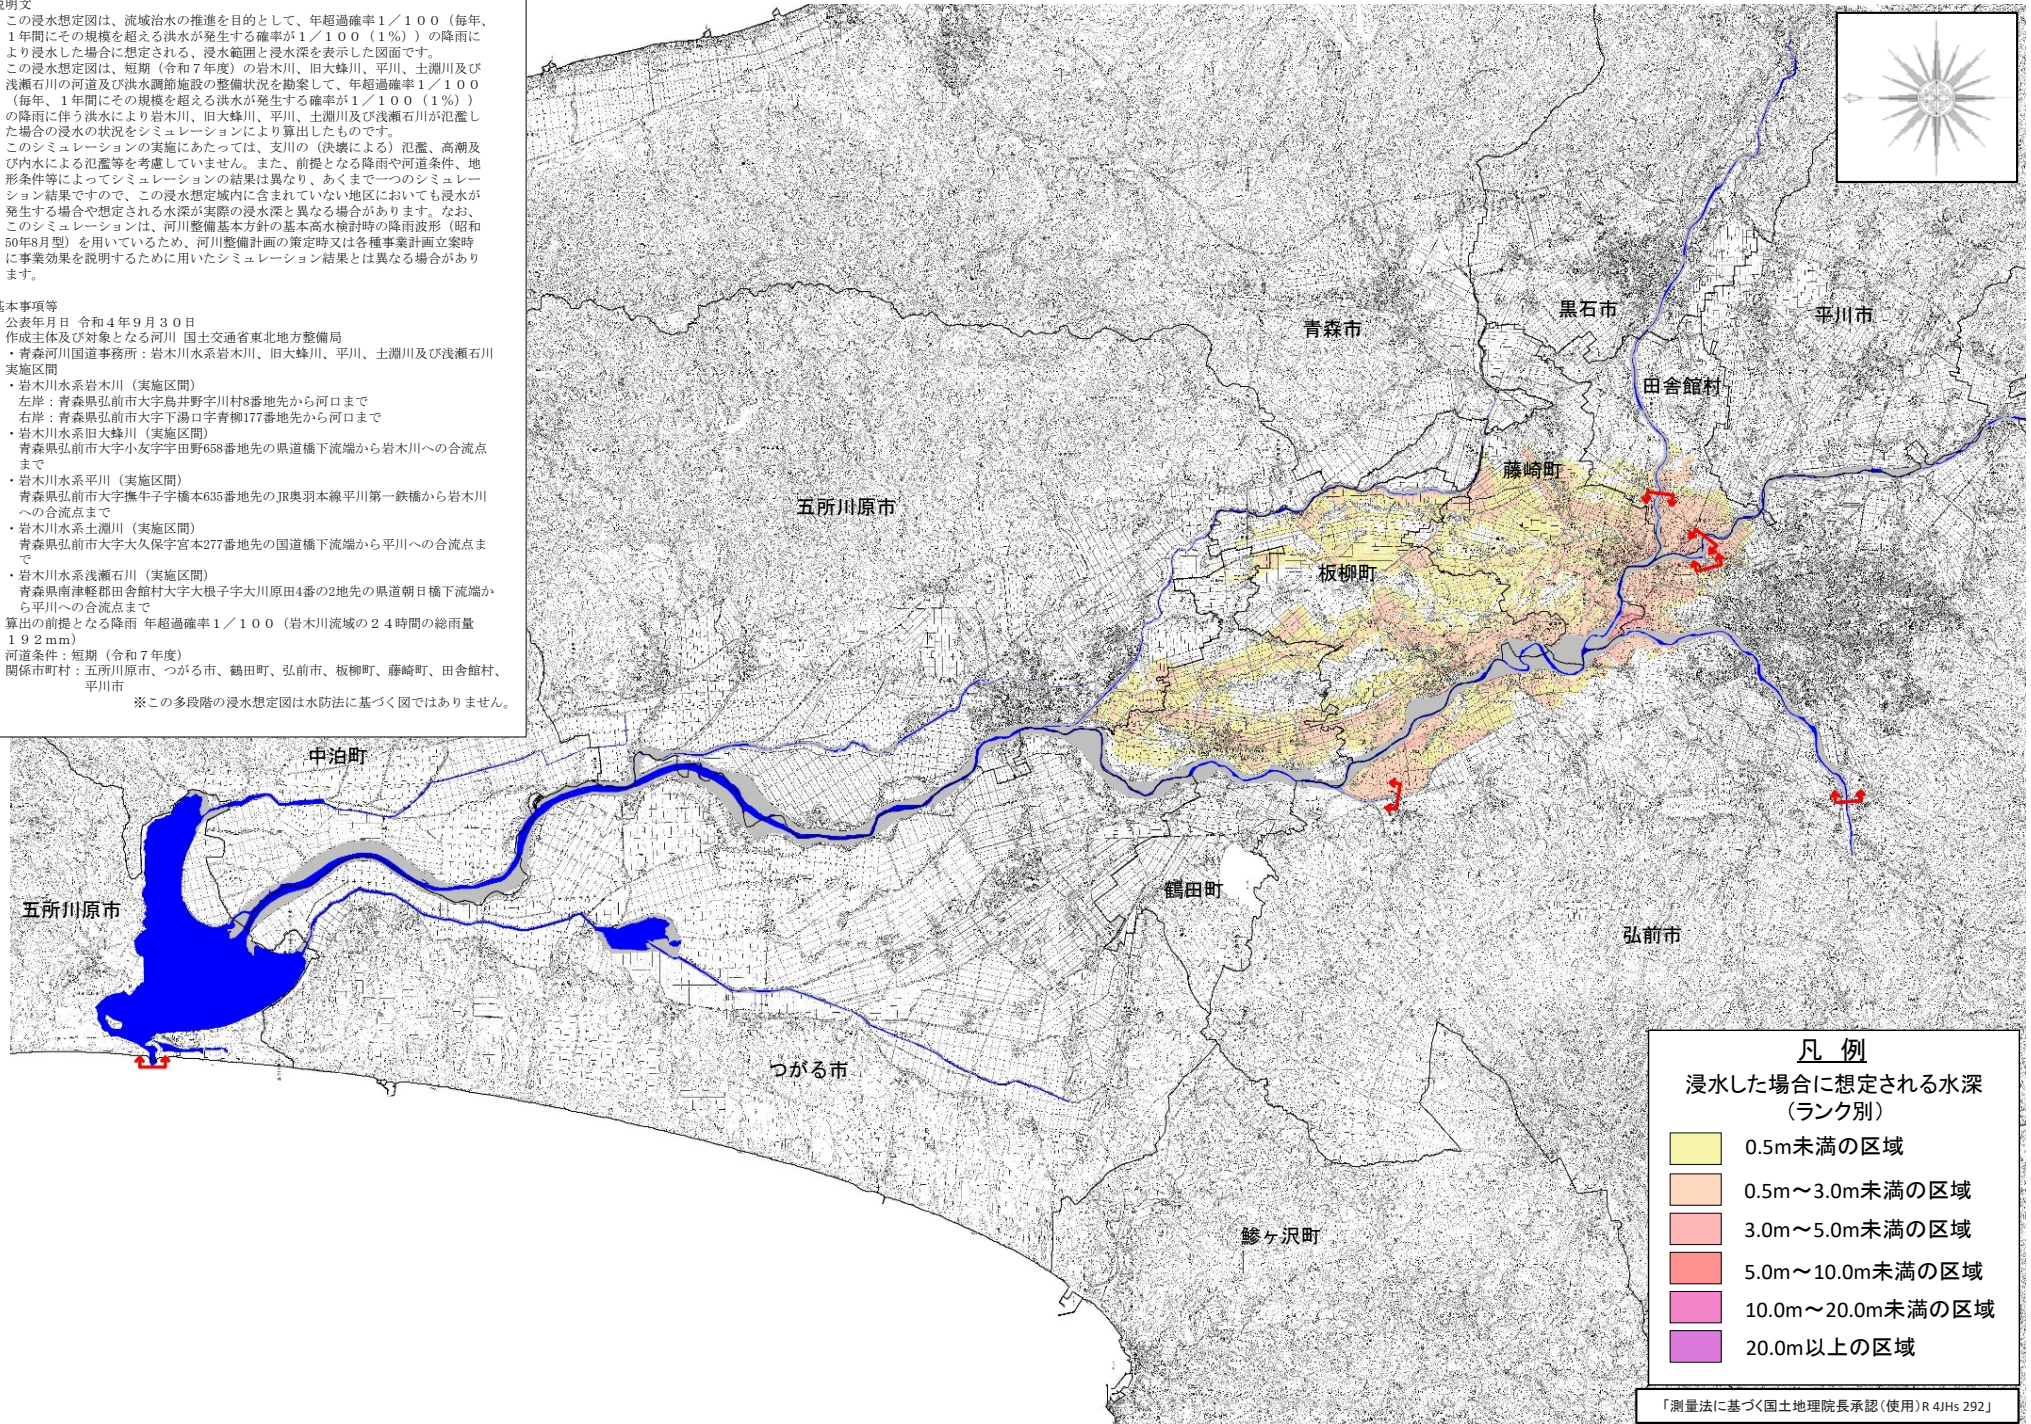 説明文
この浸水想定図は、流域治水の推進を目的として、年超過確率１／１００（毎年、
１年間にその規模を超える洪水が発生する確率が１／１００（１%））の降雨に
より浸水した場合に想定される、浸水範囲と浸水深を表示した図面です。
この浸水想定図は、短期（令和７年度）の岩木川、旧大蜂川、平川、土淵川及び
浅瀬石川の河道及び洪水調節施設の整備状況を勘案して、年超過確率１／１００
（毎年、１年間にその規模を超える洪水が発生する確率が１／１００（１%））
の降雨に伴う洪水により岩木川、旧大蜂川、平川、土淵川及び浅瀬石川が氾濫し
た場合の浸水の状況をシミュレーションにより算出したものです。
このシミュレーションの実施にあたっては、支川の（決壊による）氾濫、高潮及
び内水による氾濫等を考慮していません。また、前提となる降雨や河道条件、地
形条件等によってシミュレーションの結果は異なり、あくまで一つのシミュレー
ション結果ですので、この浸水想定域内に含まれていない地区においても浸水が
発生する場合や想定される水深が実際の浸水深と異なる場合があります。なお、
このシミュレーションは、河川整備基本方針の基本高水検討時の降雨波形（昭和
50年8月型）を用いているため、河川整備計画の策定時又は各種事業計画立案時
に事業効果を説明するために用いたシミュレーション結果とは異なる場合があり
ます。
基本事項等
公表年月日 令和４年９月３０日
作成主体及び対象となる河川 国土交通省東北地方整備局
・青森河川国道事務所：岩木川水系岩木川、旧大蜂川、平川、土淵川及び浅瀬石川
実施区間
・岩木川水系岩木川（実施区間）
左岸：青森県弘前市大字鳥井野字川村8番地先から河口まで
右岸：青森県弘前市大字下湯口字青柳177番地先から河口まで
・岩木川水系旧大蜂川（実施区間）
青森県弘前市大字小友字宇田野658番地先の県道橋下流端から岩木川への合流点
まで
・岩木川水系平川（実施区間）
青森県弘前市大字撫牛子字橋本635番地先のJR奥羽本線平川第一鉄橋から岩木川
への合流点まで
・岩木川水系土淵川（実施区間）
青森県弘前市大字大久保字宮本277番地先の国道橋下流端から平川への合流点ま
で
・岩木川水系浅瀬石川（実施区間）
青森県南津軽郡田舎館村大字大根子字大川原田4番の2地先の県道朝日橋下流端か
ら平川への合流点まで
算出の前提となる降雨 年超過確率１／１００（岩木川流域の２４時間の総雨量
１９２mm）
河道条件：短期（令和７年度）
関係市町村：五所川原市、つがる市、鶴田町、弘前市、板柳町、藤崎町、田舎館村、
平川市
※この多段階の浸水想定図は水防法に基づく図ではありません。
黒石市
平川市
青森市
田舎館村
藤崎町
五所川原市
板柳町
中泊町
鶴田町
五所川原市
弘前市
つがる市
鰺ヶ沢町
凡 例
浸水した場合に想定される水深
（ランク別）
0.5m未満の区域
0.5m～3.0m未満の区域
3.0m～5.0m未満の区域
5.0m～10.0m未満の区域
10.0m～20.0m未満の区域
20.0m以上の区域
「測量法に基づく国土地理院長承認（使用）R 4JHs 292」